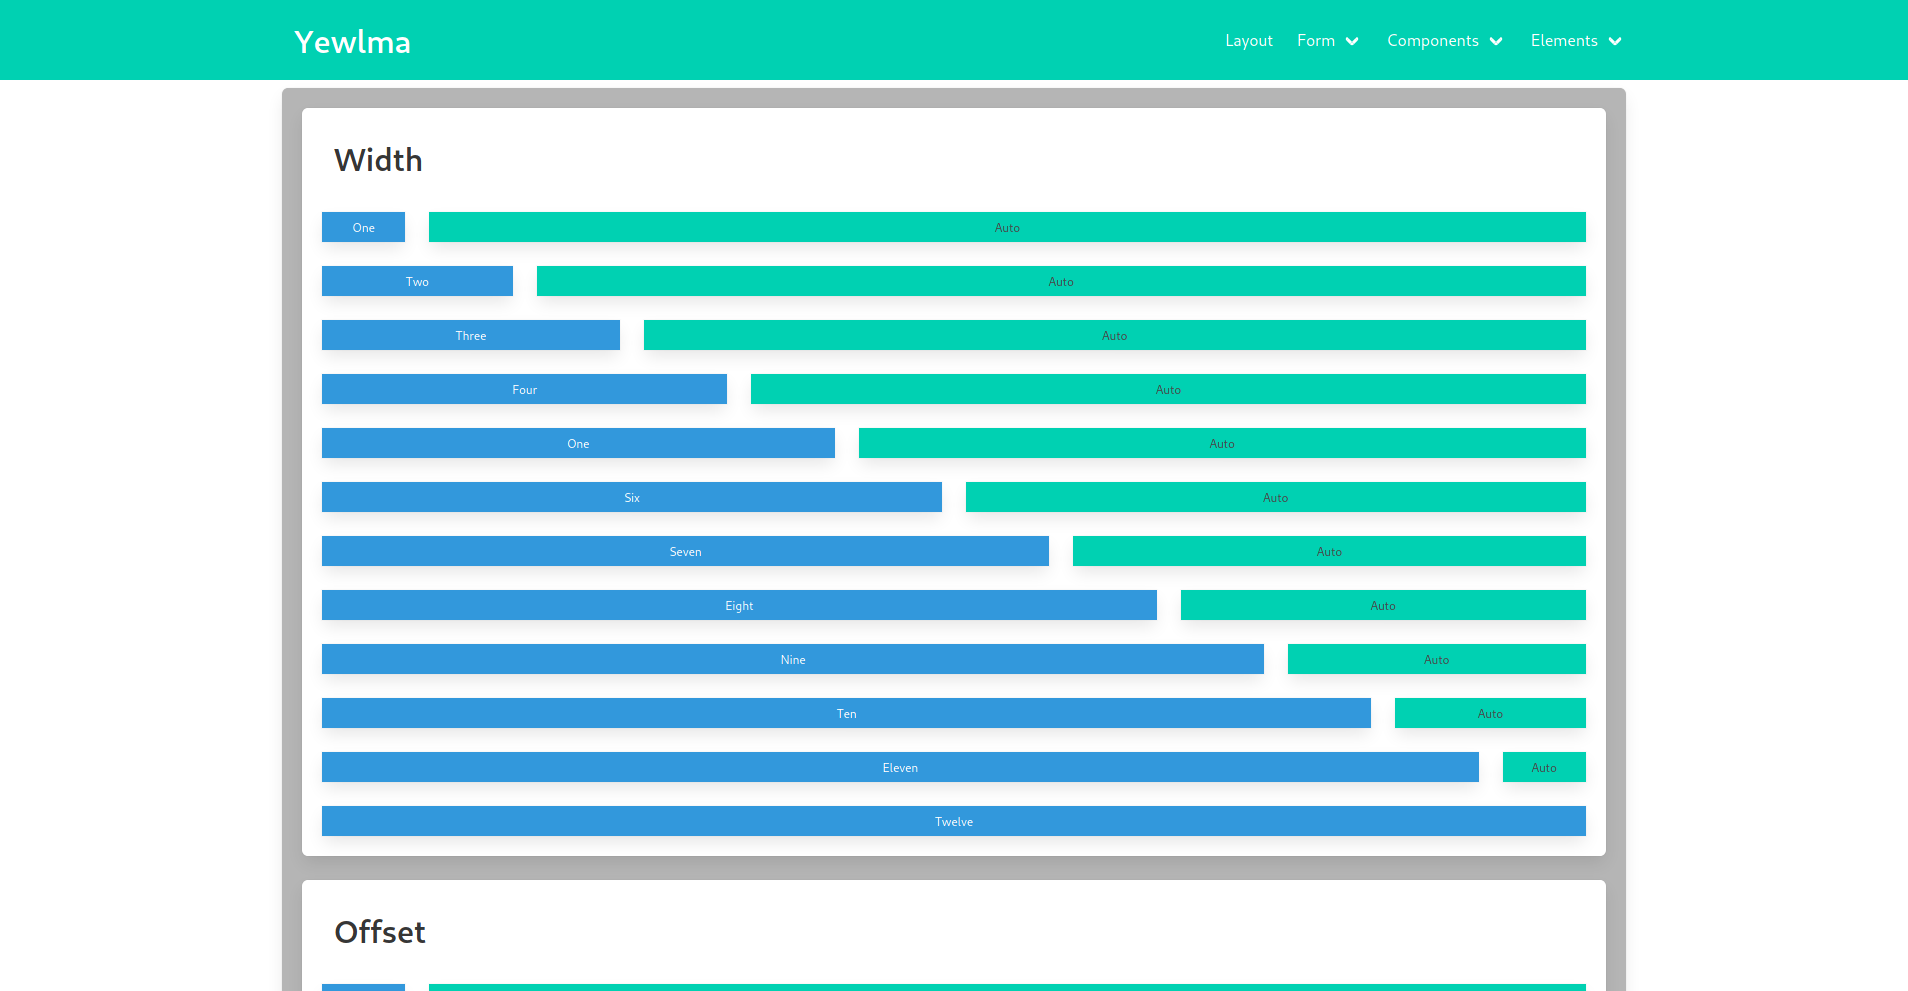 Yewlma Layout Form Components Elements
Width
One Auto
Two Auto
Three Auto
Four Auto
One Auto
Six Auto
Seven Auto
Eight Auto
Nine Auto
Ten Auto
Eleven Auto
Twelve
Offset